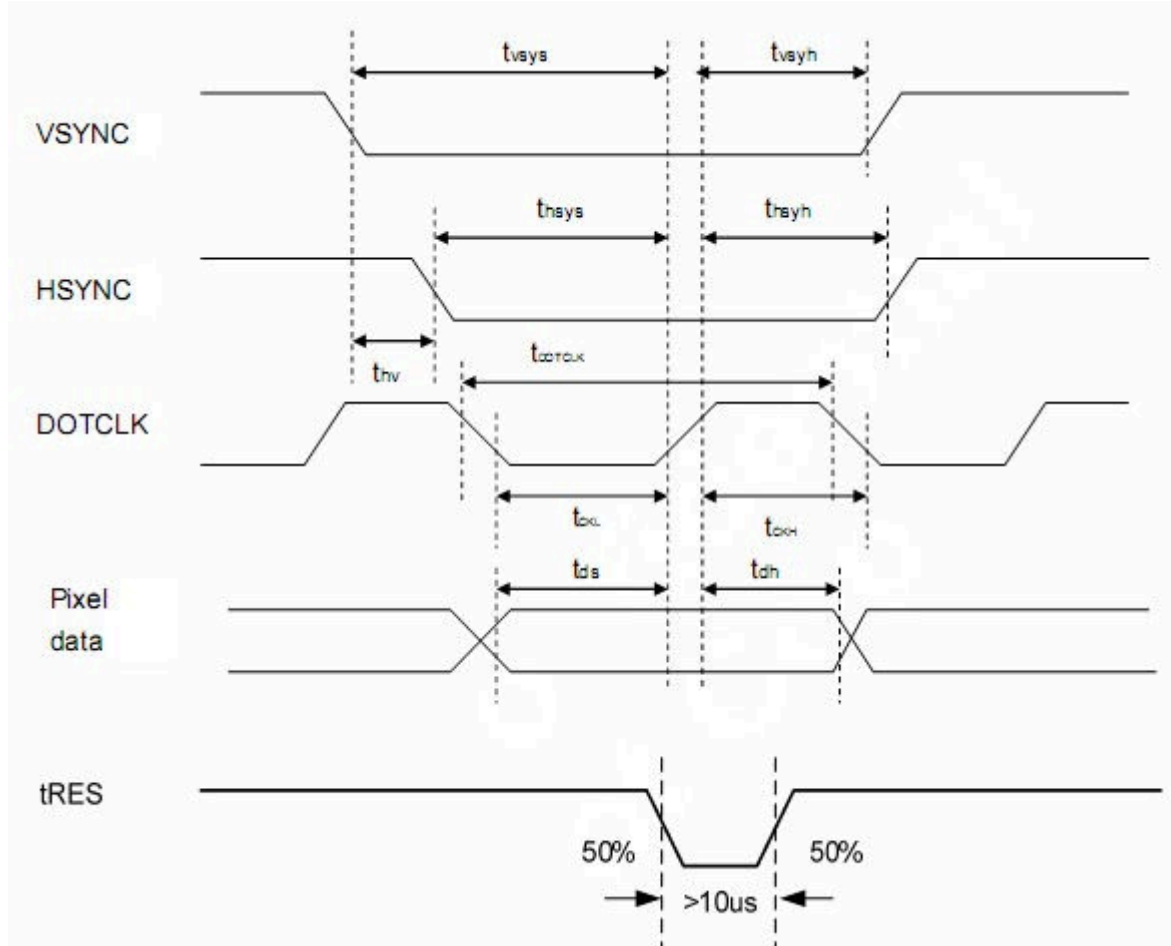 tvsys tvsyh
VSYNC
thsys thsyh
HSYNC
thv
tDOTCLK
DOTCLK
tCKL tCKH
tds tdh
Pixel
data
tRES
50% 50%
>10us